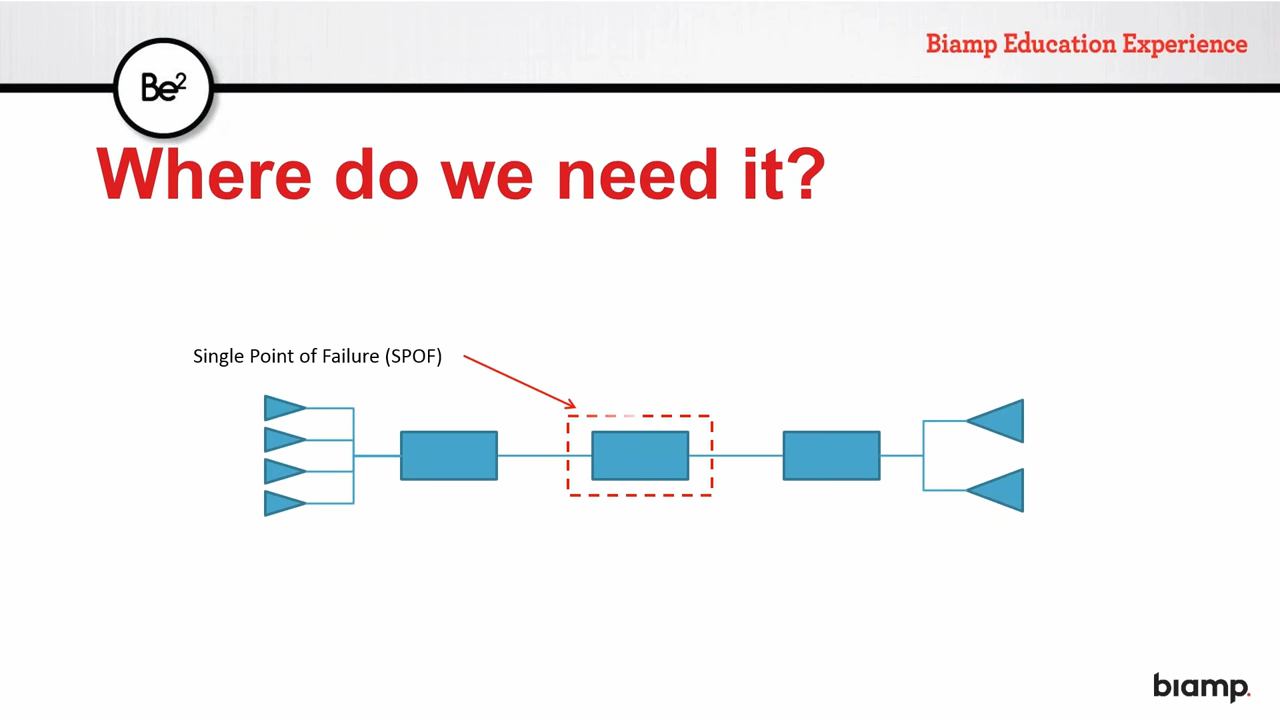 Biamp Education Experience
Be²
Where do we need it?
Single Point of Failure (SPOF)
biamp.